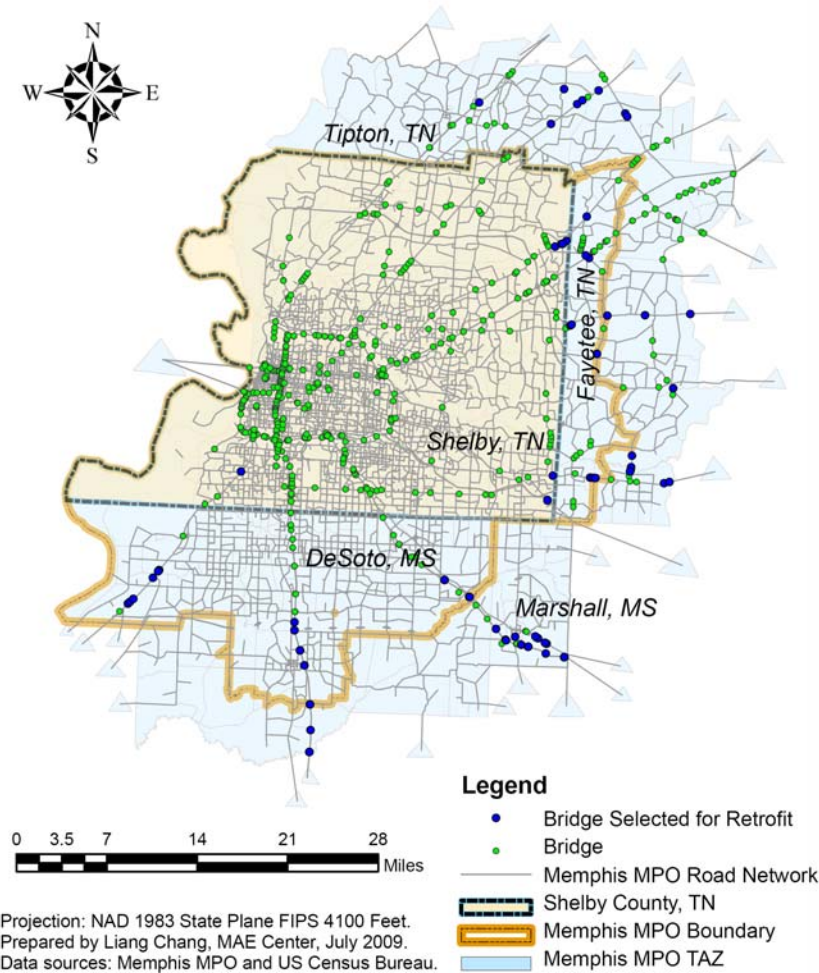 N
W E
S
Tipton, TN
Fayetee, TN
Shelby, TN
DeSoto, MS
Marshall, MS
Legend
Bridge Selected for Retrofit
Bridge
Memphis MPO Road Network
Shelby County, TN
Memphis MPO Boundary
Memphis MPO TAZ
0 3.5 7 14 21 28
Miles
Projection: NAD 1983 State Plane FIPS 4100 Feet.
Prepared by Liang Chang, MAE Center, July 2009.
Data sources: Memphis MPO and US Census Bureau.